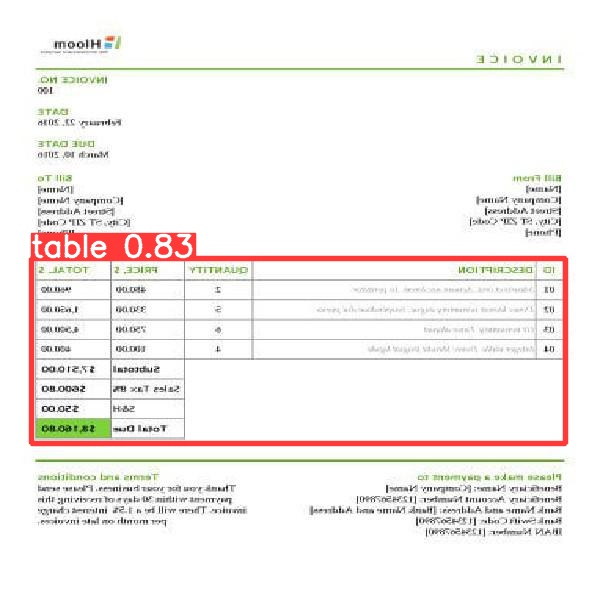 Hloom
INVOICE
INVOICE NO.
100
DATE
February 22, 2016
DUE DATE
March 10, 2016
Bill From
[Name]
[Company Name]
[Street Address]
[City, ST ZIP Code]
[Phone]
Bill To
[Name]
[Company Name]
[Street Address]
[City, ST ZIP Code]
table 0.83
ID DESCRIPTION QUANTITY PRICE, $ TOTAL, $
01 2 480.00 960.00
02 5 330.00 1,650.00
03 6 750.00 4,500.00
04 4 100.00 400.00
Subtotal $7,510.00
Sales Tax 8% $600.80
S&H $50.00
Total Due $8,160.80
Please make a payment to
Beneficiary Name: [Company Name]
Beneficiary Account Number: [1234567890]
Bank Name and Address: [Bank Name and Address]
Bank Swift Code: [1234567890]
IBAN [1234567890]
Terms and conditions
Thank you for your business. Please send
payment within 30 days of receiving this
invoice. There will be a 1.5% interest charge
per month on late invoices.